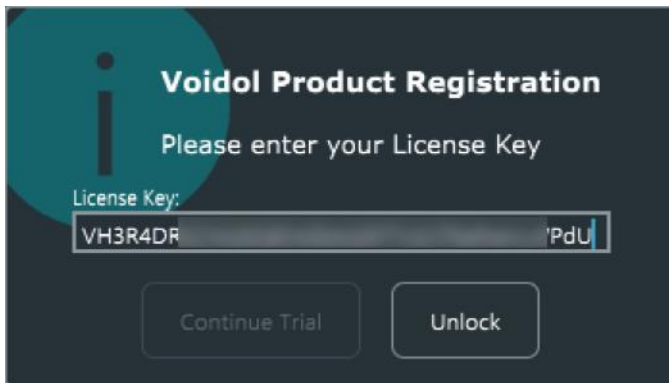 Voidol Product Registration
Please enter your License Key
License Key:
VH3R4DR PdU
Continue Trial
Unlock